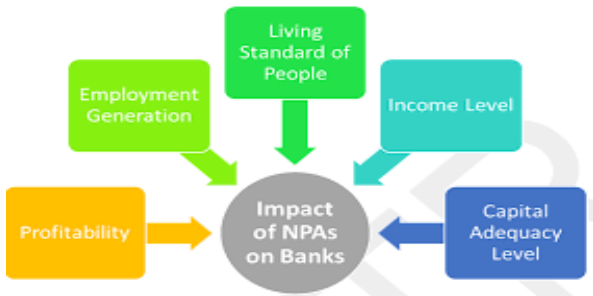 Living
Standard of
People
Employment
Generation
Income Level
Profitability
Impact
of NPAs
on Banks
Capital
Adequacy
Level